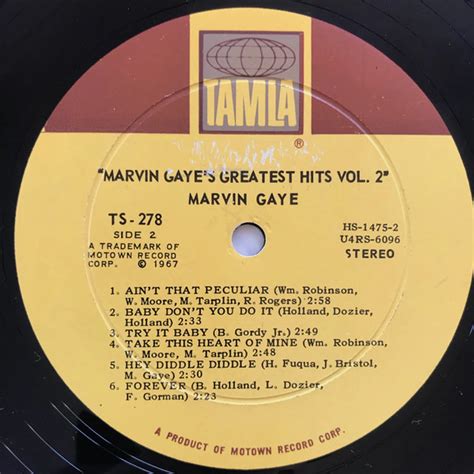 TAMLA
®
"MARVIN GAYE'S GREATEST HITS VOL. 2"
MARVIN GAYE
TS-278
SIDE 2
A TRADEMARK OF
MOTOWN RECORD
CORP. © 1967
HS-1475-2
U4RS-6096
STEREO
1. AIN'T THAT PECULIAR (Wm. Robinson,
W. Moore, M. Tarplin, R. Rogers) 2:58
2. BABY DON'T YOU DO IT (Holland, Dozier,
Holland) 2:33
3. TRY IT BABY (B. Gordy Jr.) 2:49
4. TAKE THIS HEART OF MINE (Wm. Robinson,
W. Moore, M. Tarplin) 2:38
5. HEY DIDDLE DIDDLE (H. Fuqua, J. Bristol,
M. Gaye) 2:30
6. FOREVER (B. Holland, L. Dozier,
F. Gorman) 2:23
A PRODUCT OF MOTOWN RECORD CORP.